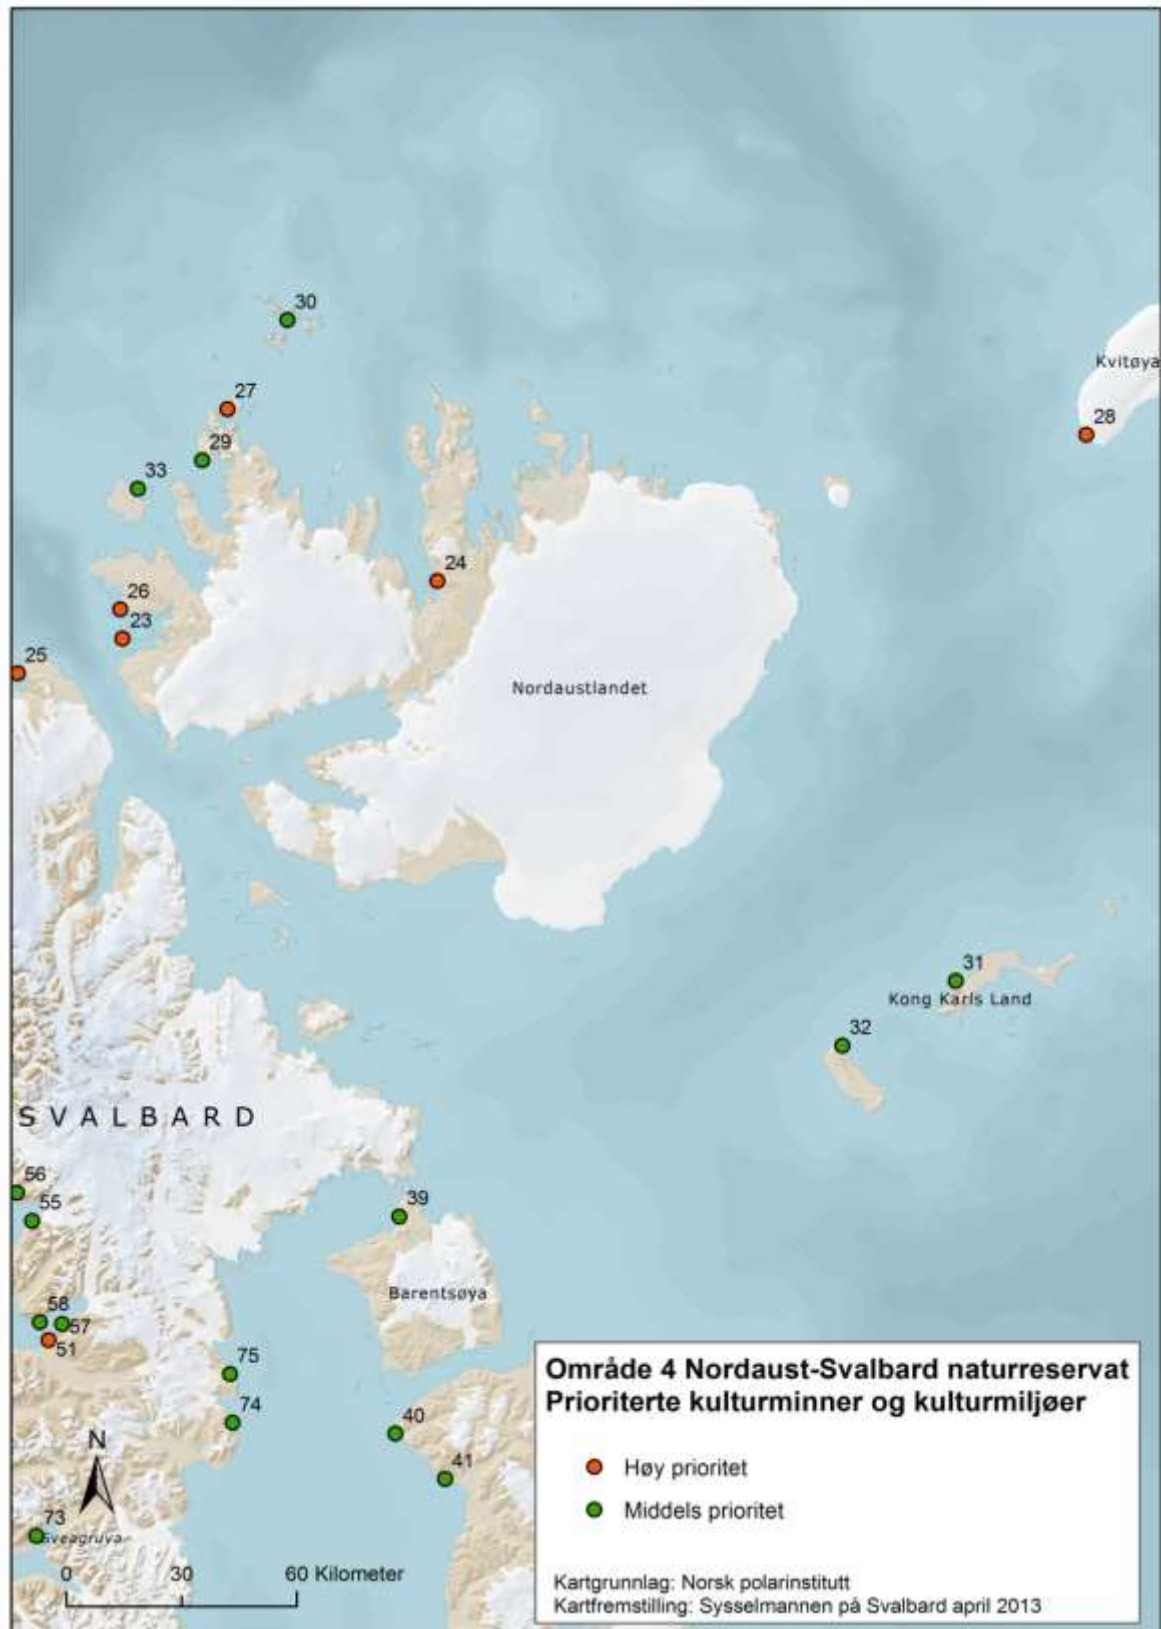 30
Kvitøya
27
28
29
33
24
26
23
25
Nordaustlandet
31
Kong Karls Land
32
SVALBARD
56
39
55
Barentsøya
58
57
51
75
74
40
41
N
73
Sveagruva
0 30 60 Kilometer
Område 4 Nordaust-Svalbard naturreservat
Prioriterte kulturminner og kulturmiljøer
Høy prioritet
Middels prioritet
Kartgrunnlag: Norsk polarinstitutt
Kartfremstilling: Sysselmannen på Svalbard april 2013